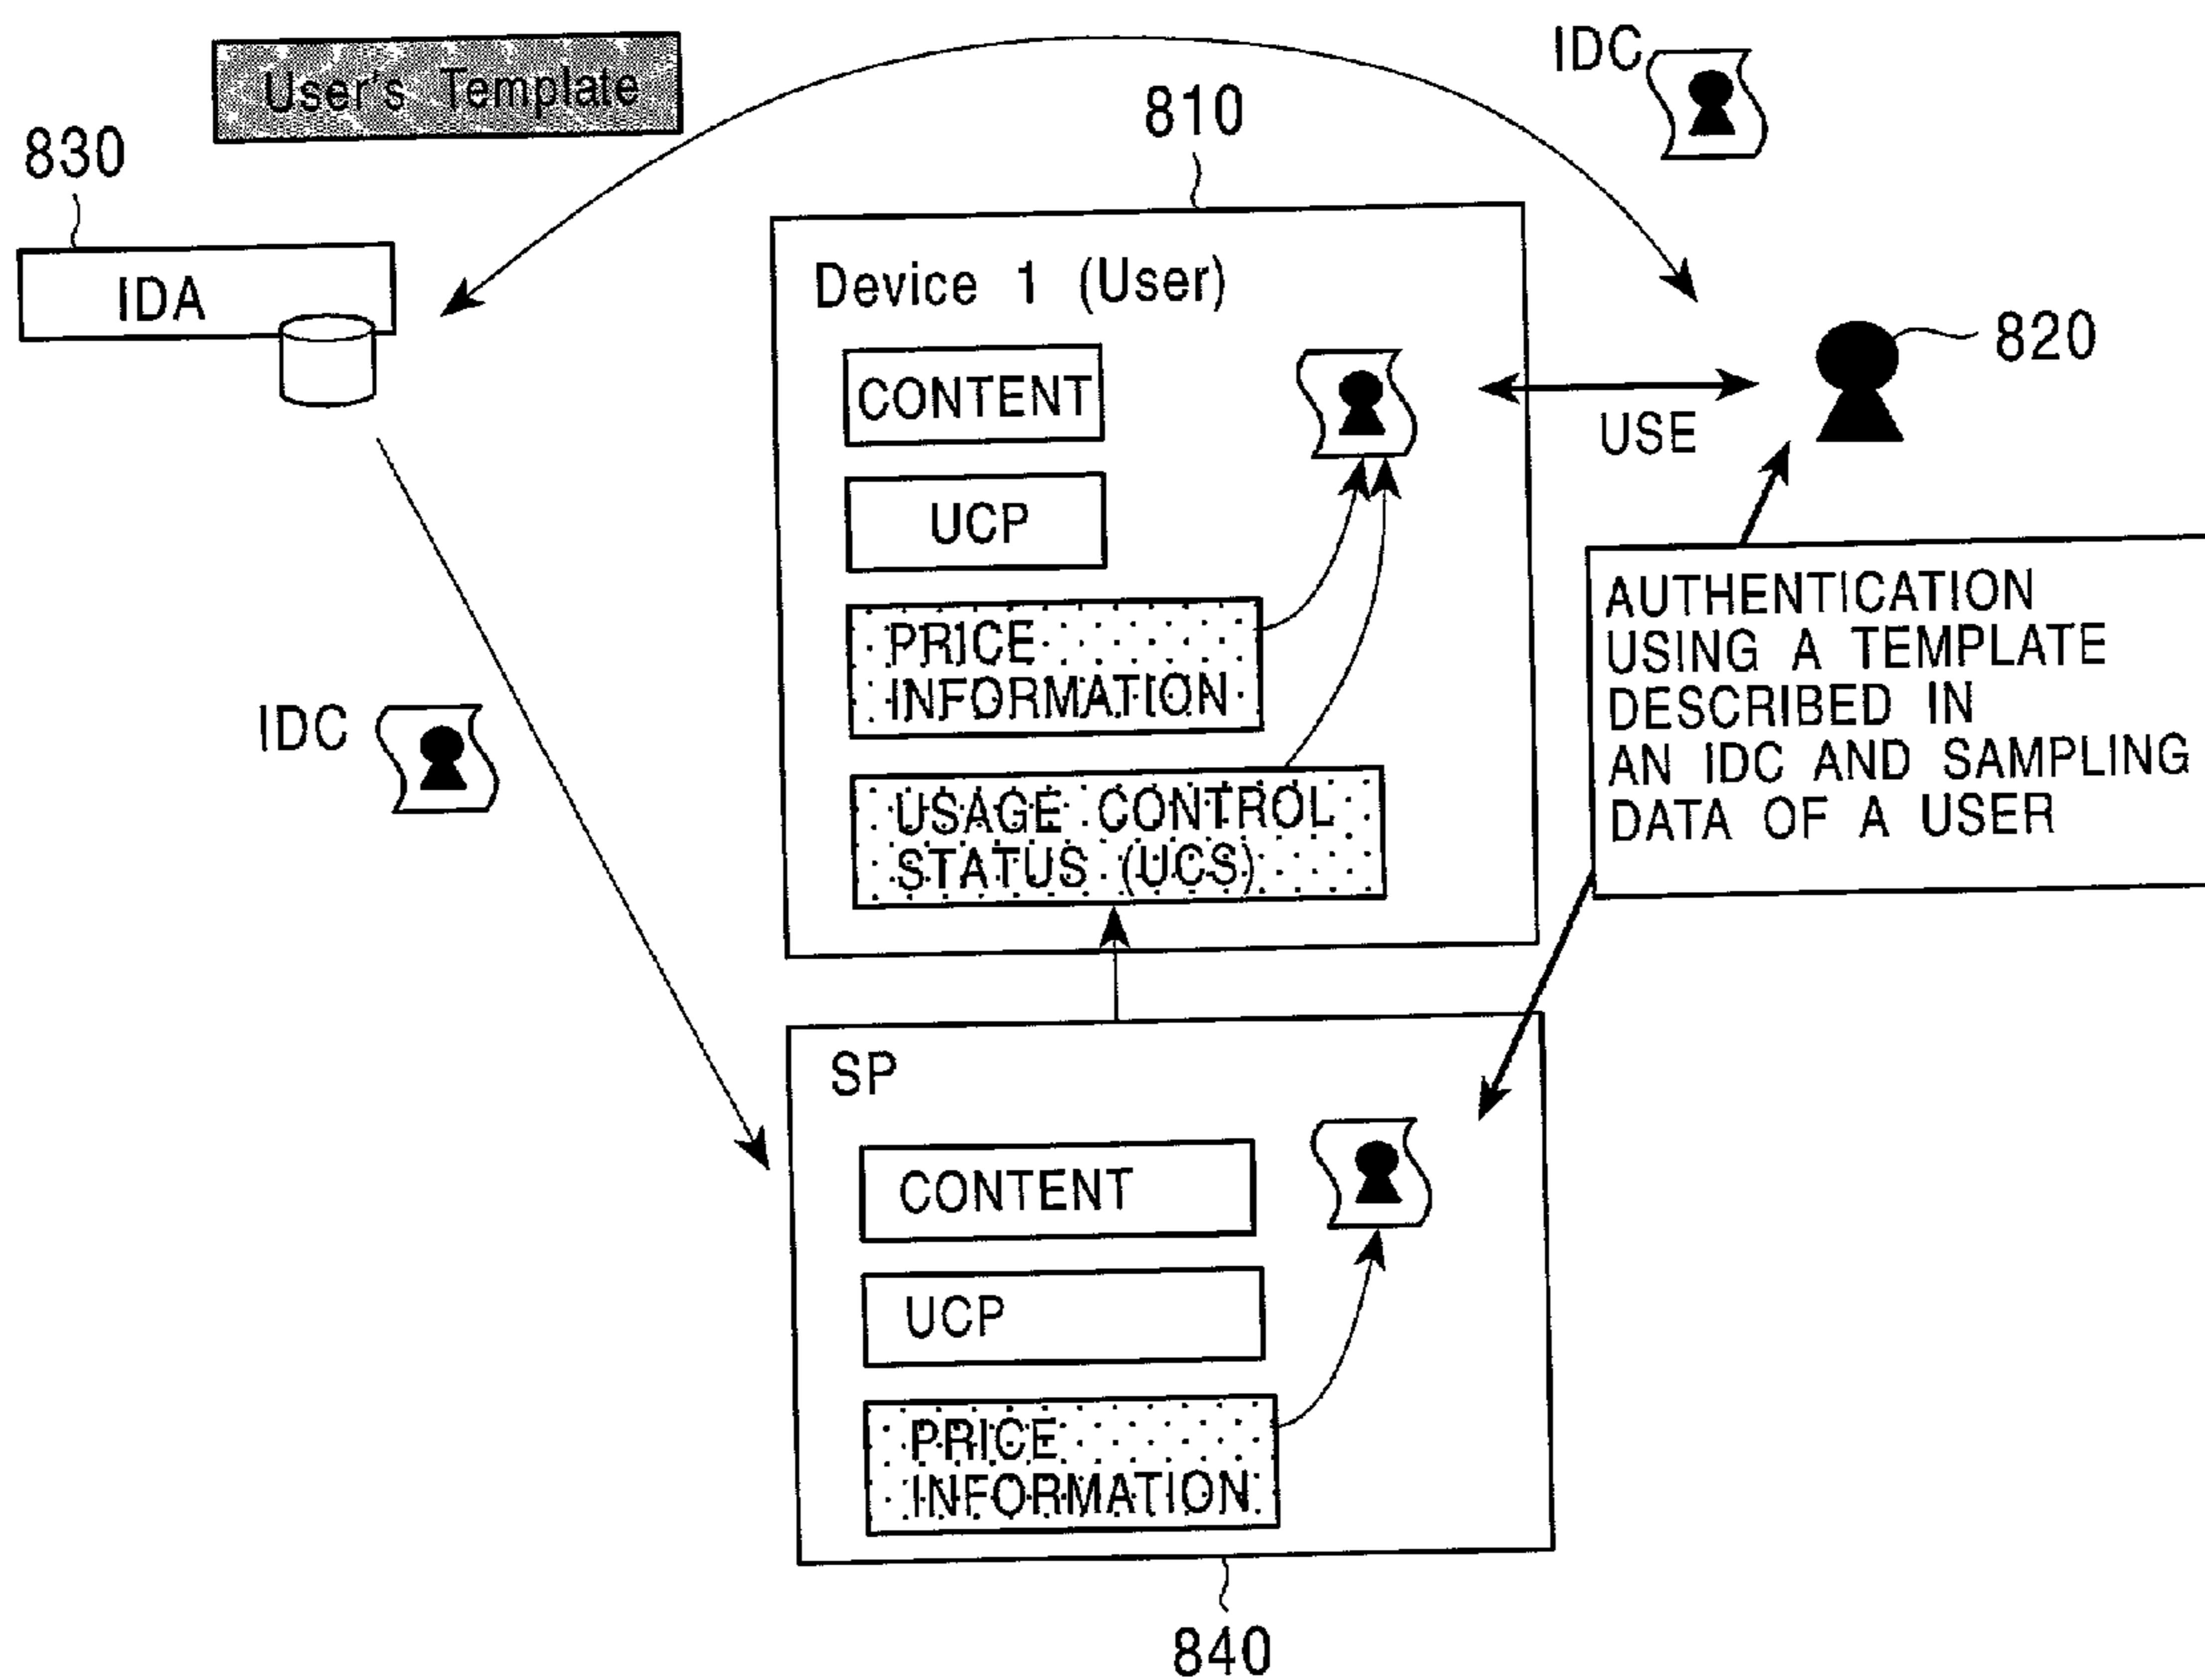 User's Template
IDC
830
810
IDA
Device 1 (User)
820
CONTENT
USE
UCP
AUTHENTICATION
USING A TEMPLATE
DESCRIBED IN
AN IDC AND SAMPLING
DATA OF A USER
PRICE
INFORMATION
IDC
USAGE CONTROL
STATUS (UCS)
SP
CONTENT
UCP
PRICE
INFORMATION
840